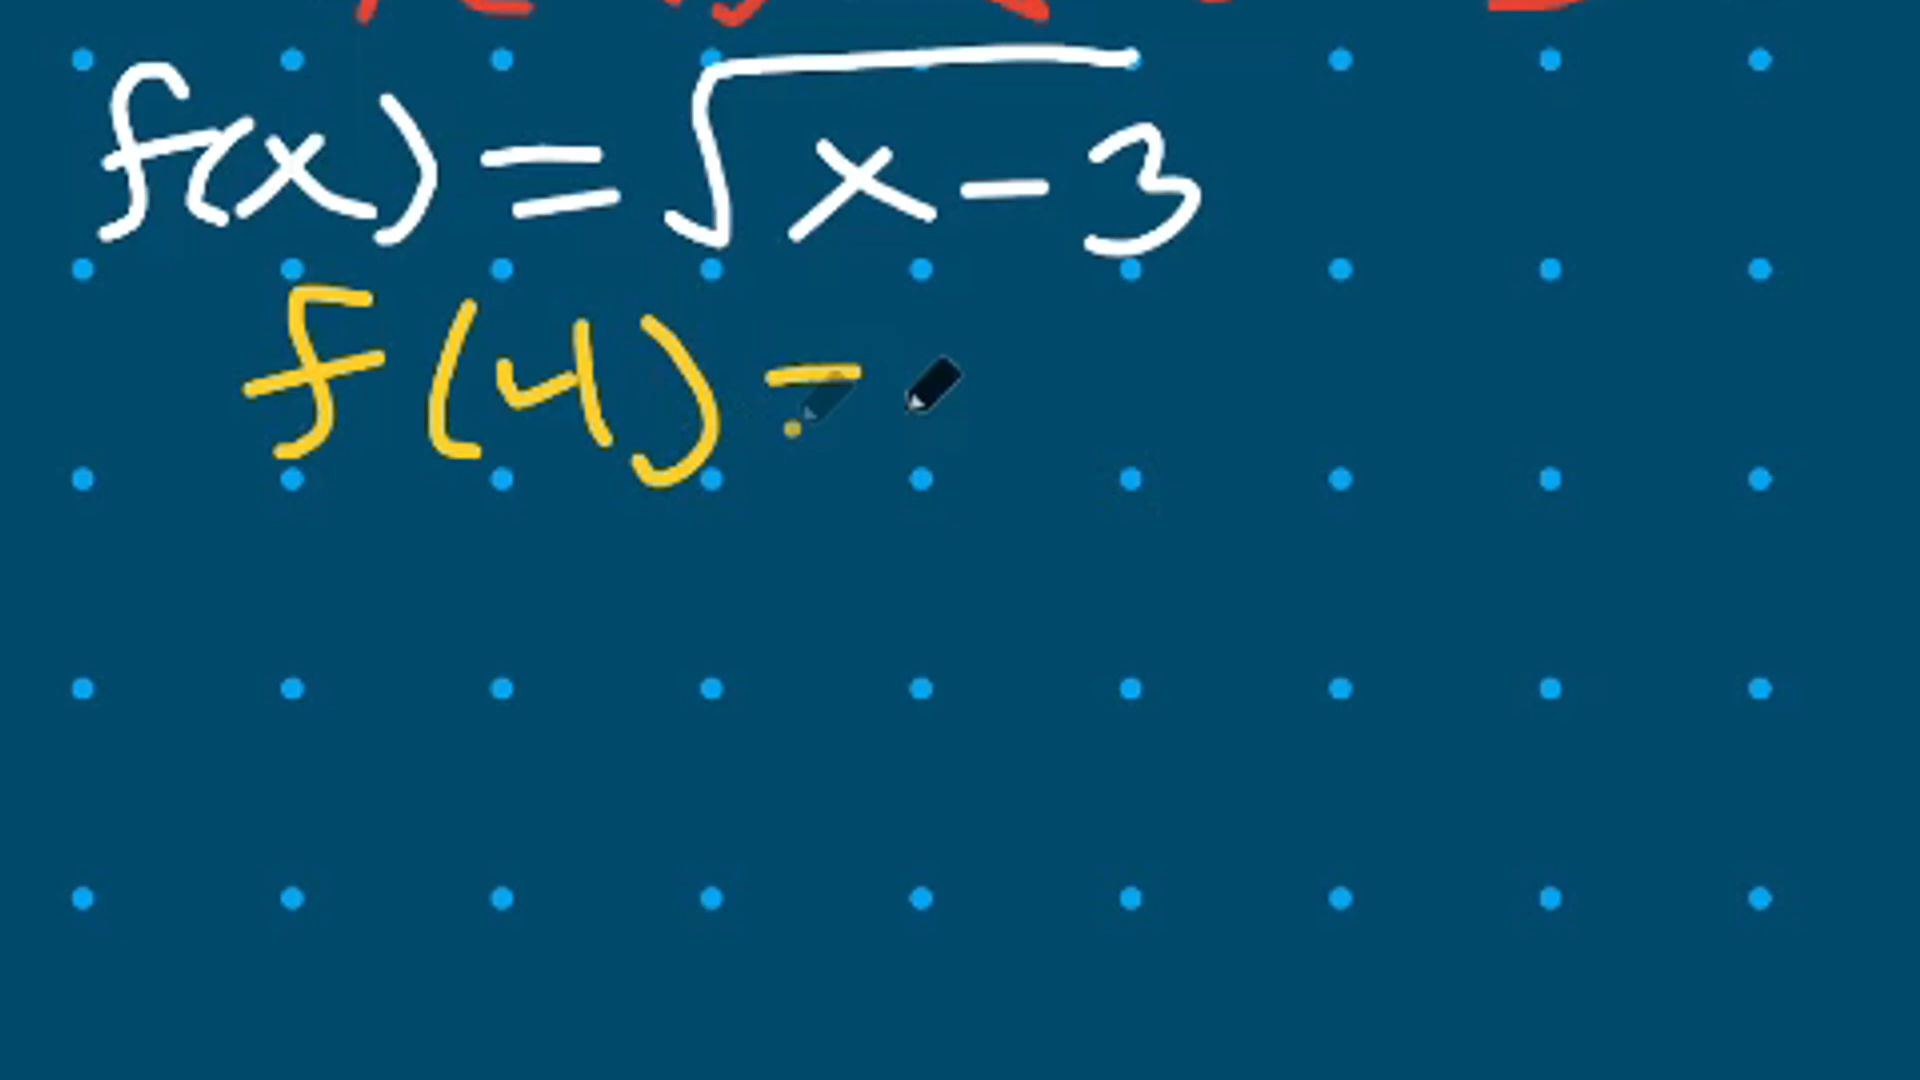 f(x) = √x - 3
f(4) =